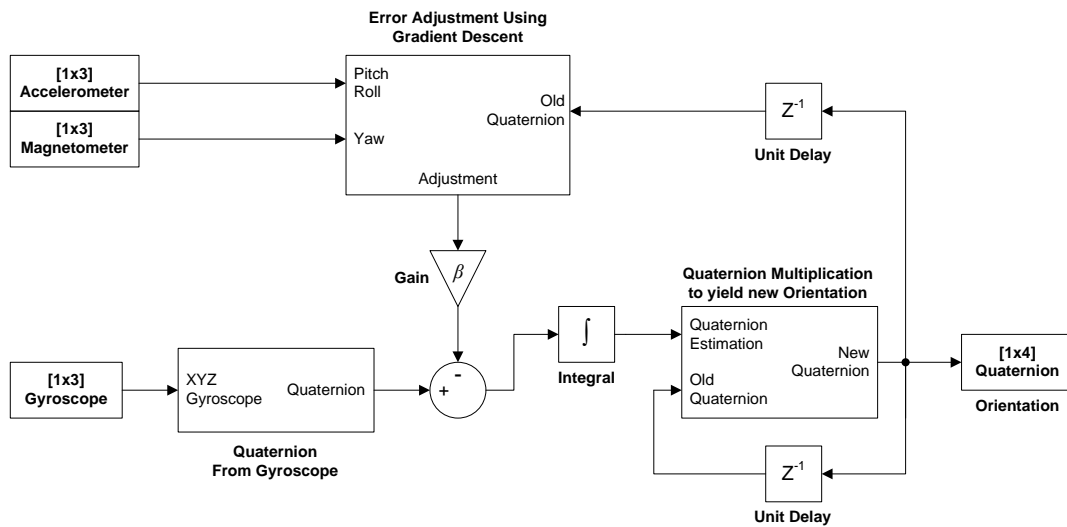 Error Adjustment Using
Gradient Descent
[1x3]
Accelerometer
[1x3]
Magnetometer
Pitch
Roll
Yaw
Old
Quaternion
Adjustment
Z-1
Unit Delay
Gain
β
Quaternion Multiplication
to yield new Orientation
∫
Integral
Quaternion
Estimation
Old
Quaternion
New
Quaternion
[1x4]
Quaternion
Orientation
[1x3]
Gyroscope
XYZ
Gyroscope
Quaternion
+
-
Quaternion
From Gyroscope
Z-1
Unit Delay